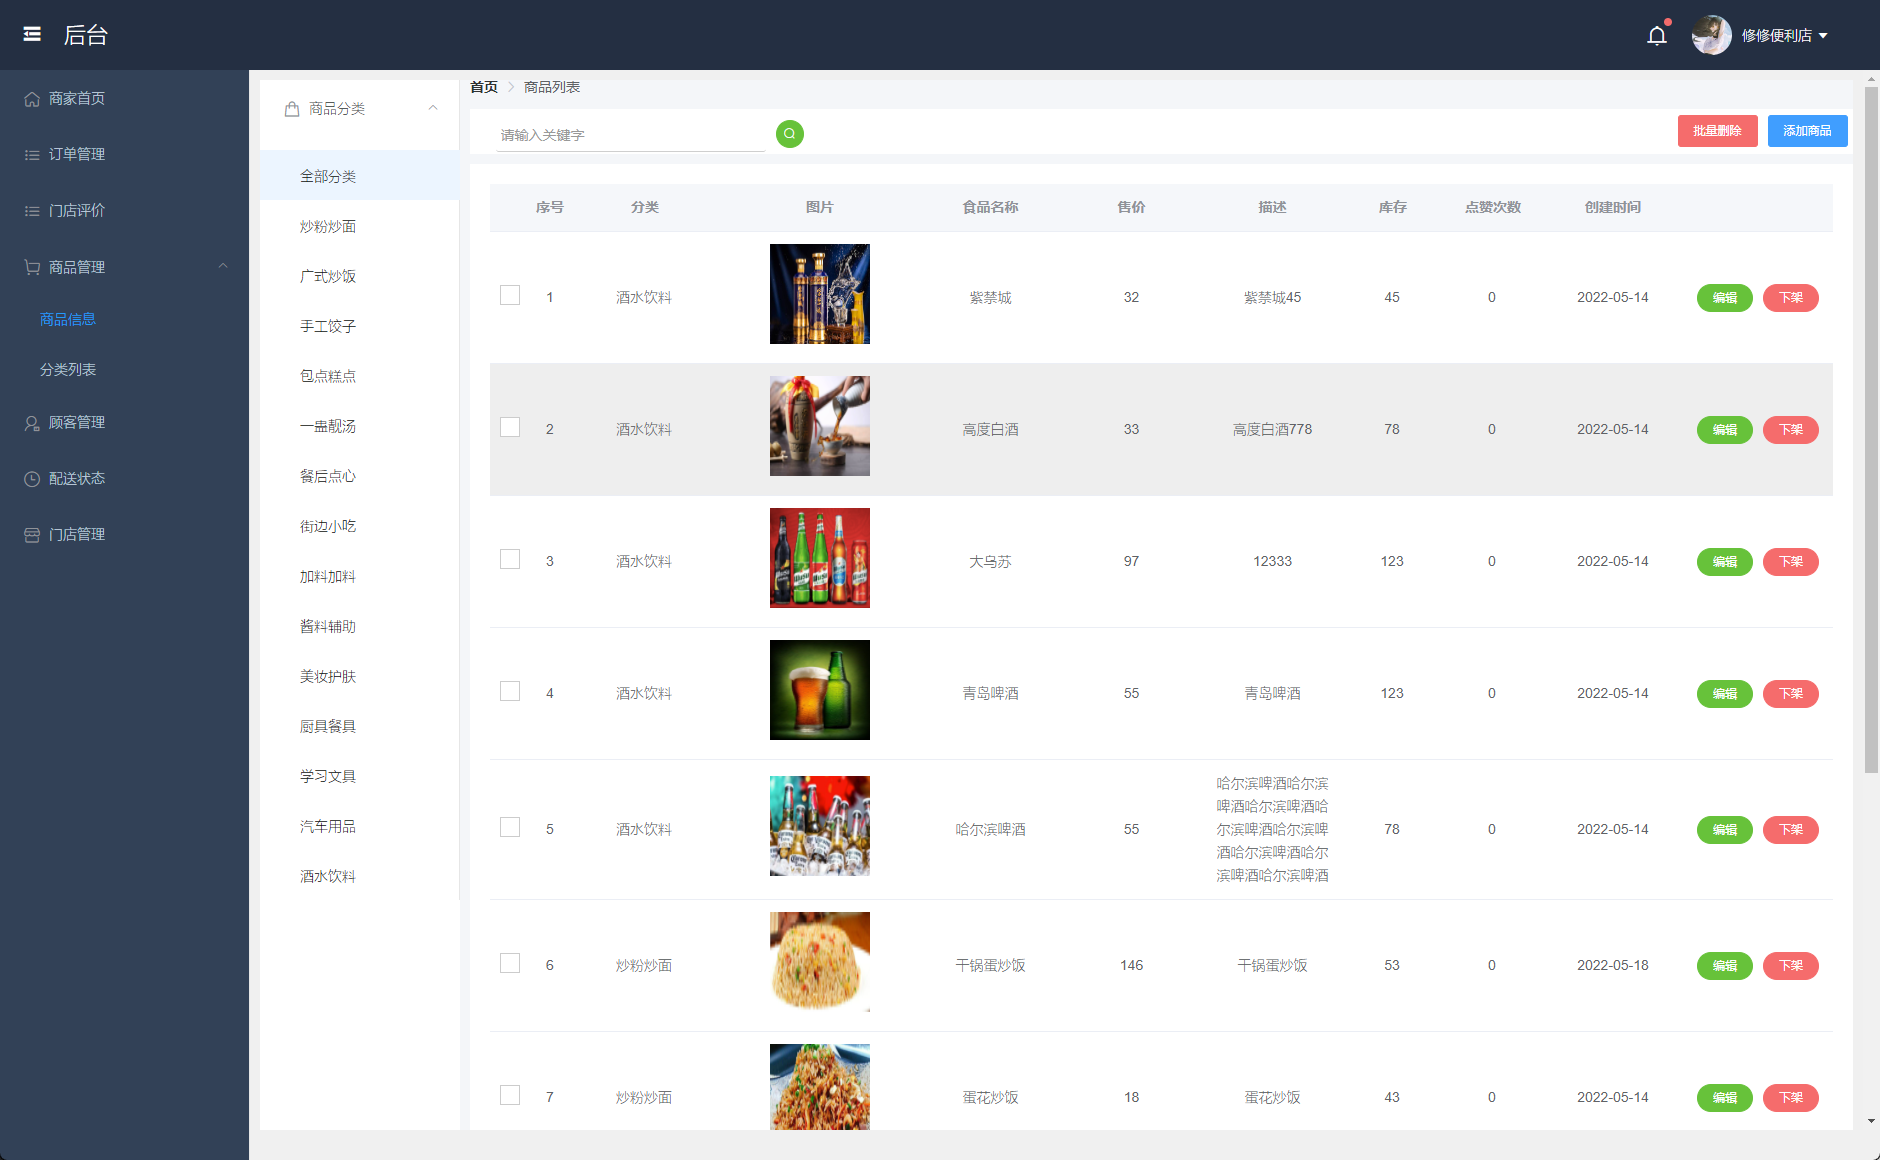 后台
修修便利店
商家首页
订单管理
门店评价
商品管理
商品信息
分类列表
顾客管理
配送状态
门店管理
商品分类
全部分类
炒粉炒面
广式炒饭
手工饺子
包点糕点
一盅靓汤
餐后点心
街边小吃
加料加料
酱料辅助
美妆护肤
厨具餐具
学习文具
汽车用品
酒水饮料
首页 商品列表
请输入关键字
批量删除 添加商品
序号 分类 图片 食品名称 售价 描述 库存 点赞次数 创建时间
1 酒水饮料 紫禁城 32 紫禁城45 45 0 2022-05-14 编辑 下架
2 酒水饮料 高度白酒 33 高度白酒778 78 0 2022-05-14 编辑 下架
3 酒水饮料 大乌苏 97 12333 123 0 2022-05-14 编辑 下架
4 酒水饮料 青岛啤酒 55 青岛啤酒 123 0 2022-05-14 编辑 下架
哈尔滨啤酒哈尔滨
啤酒哈尔滨啤酒哈
5 酒水饮料 哈尔滨啤酒 55 尔滨啤酒哈尔滨啤 78 0 2022-05-14 编辑 下架
酒哈尔滨啤酒哈尔
滨啤酒哈尔滨啤酒
6 炒粉炒面 干锅蛋炒饭 146 干锅蛋炒饭 53 0 2022-05-18 编辑 下架
7 炒粉炒面 蛋花炒饭 18 蛋花炒饭 43 0 2022-05-14 编辑 下架